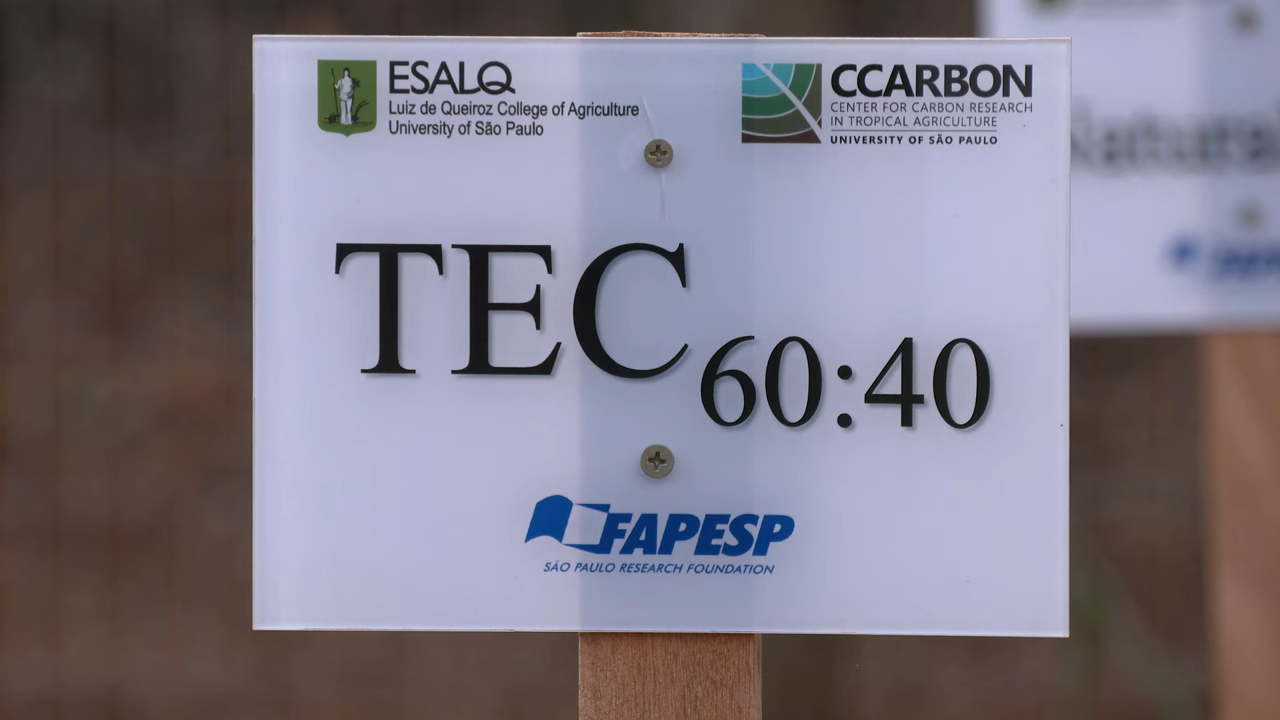 ESALQ
Luiz de Queiroz College of Agriculture
University of São Paulo
CCARBON
CENTER FOR CARBON RESEARCH
IN TROPICAL AGRICULTURE
UNIVERSITY OF SÃO PAULO
TEC 60:40
FAPESP
SÃO PAULO RESEARCH FOUNDATION